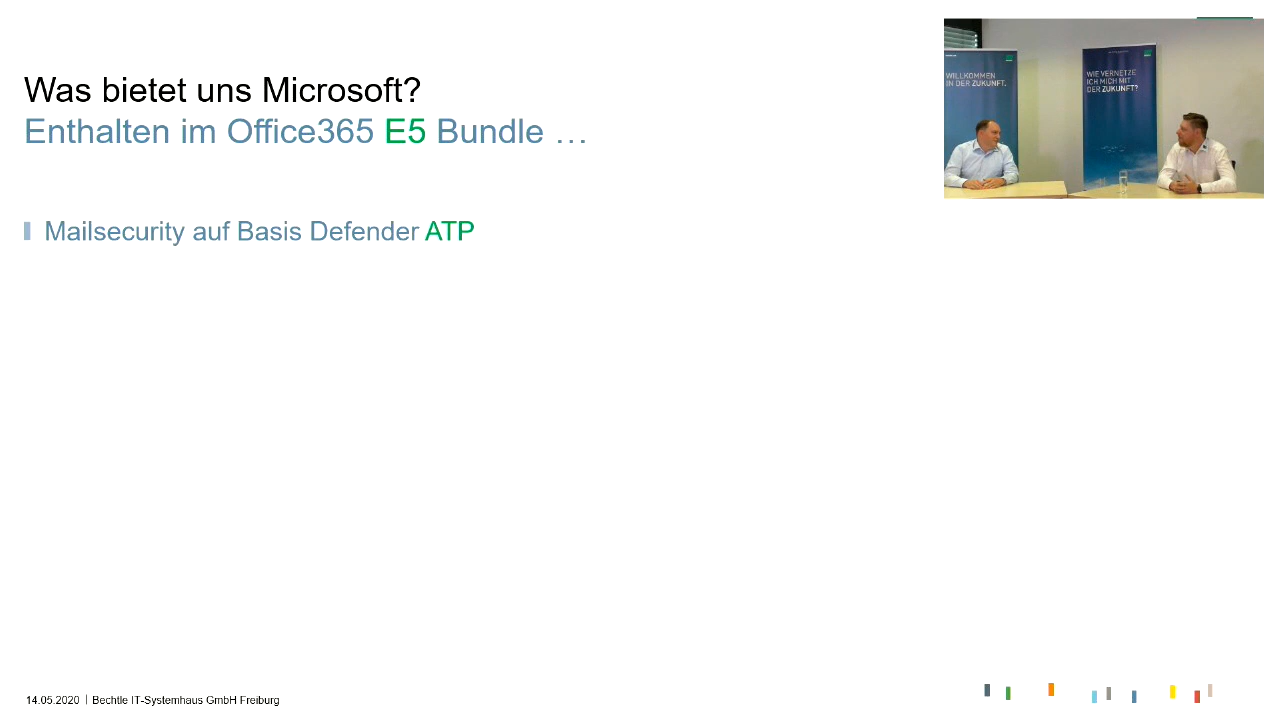 Was bietet uns Microsoft?
Enthalten im Office365 E5 Bundle …
WILLKOMMEN
IN DER ZUKUNFT.
WIE VERNETZE
ICH MICH MIT
DER ZUKUNFT?
Mailsecurity auf Basis Defender ATP
14.05.2020 | Bechtle IT-Systemhaus GmbH Freiburg